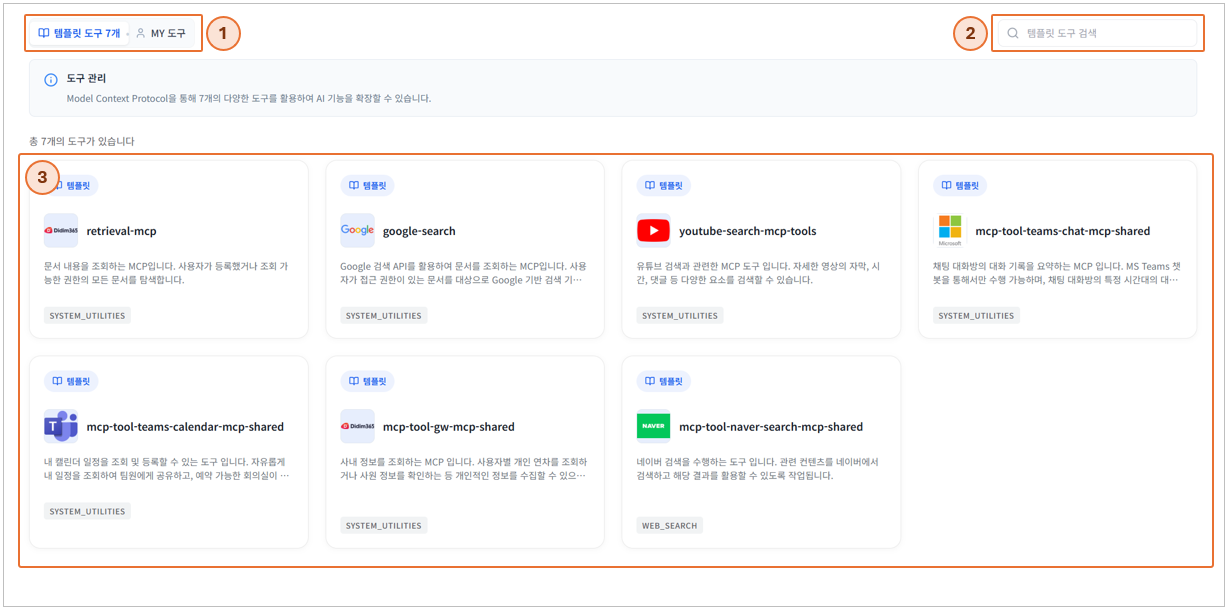 템플릿 도구 7개
MY 도구
1
2
템플릿 도구 검색
도구 관리
Model Context Protocol을 통해 7개의 다양한 도구를 활용하여 AI 기능을 확장할 수 있습니다.
총 7개의 도구가 있습니다
3
템플릿
Didim365
retrieval-mcp
문서 내용을 조회하는 MCP입니다. 사용자가 등록했거나 조회 가
능한 권한의 모든 문서를 탐색합니다.
SYSTEM_UTILITIES
템플릿
Google
google-search
Google 검색 API를 활용하여 문서를 조회하는 MCP입니다. 사용
자가 접근 권한이 있는 문서를 대상으로 Google 기반 검색 기…
SYSTEM_UTILITIES
템플릿
youtube-search-mcp-tools
유튜브 검색과 관련한 MCP 도구 입니다. 자세한 영상의 자막, 시
간, 댓글 등 다양한 요소를 검색할 수 있습니다.
SYSTEM_UTILITIES
템플릿
Microsoft
mcp-tool-teams-chat-mcp-shared
채팅 대화방의 대화 기록을 요약하는 MCP 입니다. MS Teams 챗
봇을 통해서만 수행 가능하며, 채팅 대화방의 특정 시간대의 대…
SYSTEM_UTILITIES
템플릿
T
mcp-tool-teams-calendar-mcp-shared
내 캘린더 일정을 조회 및 등록할 수 있는 도구 입니다. 자유롭게
내 일정을 조회하여 팀원에게 공유하고, 예약 가능한 회의실이 …
SYSTEM_UTILITIES
템플릿
Didim365
mcp-tool-gw-mcp-shared
사내 정보를 조회하는 MCP 입니다. 사용자별 개인 연차를 조회하
거나 사원 정보를 확인하는 등 개인적인 정보를 수집할 수 있으…
SYSTEM_UTILITIES
템플릿
NAVER
mcp-tool-naver-search-mcp-shared
네이버 검색을 수행하는 도구 입니다. 관련 컨텐츠를 네이버에서
검색하고 해당 결과를 활용할 수 있도록 작업됩니다.
WEB_SEARCH